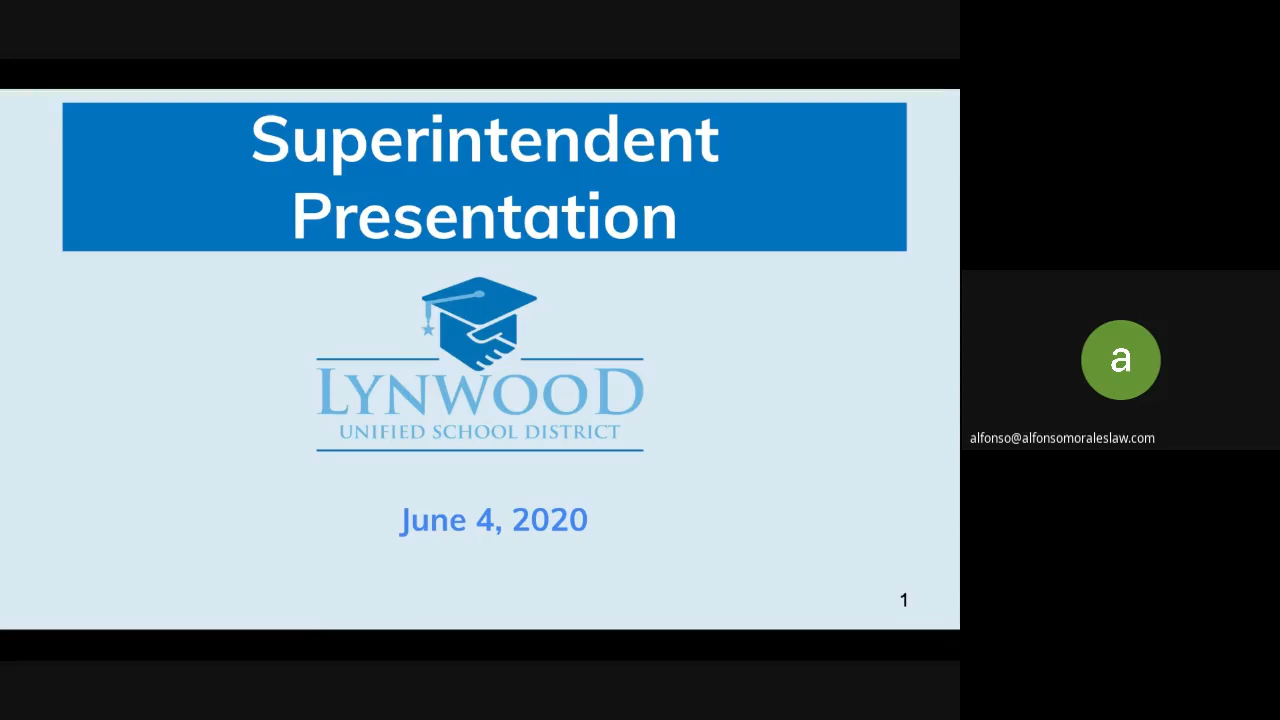 Superintendent
Presentation
LYNWOOD
UNIFIED SCHOOL DISTRICT
June 4, 2020
1
a
alfonso@alfonsomoraleslaw.com